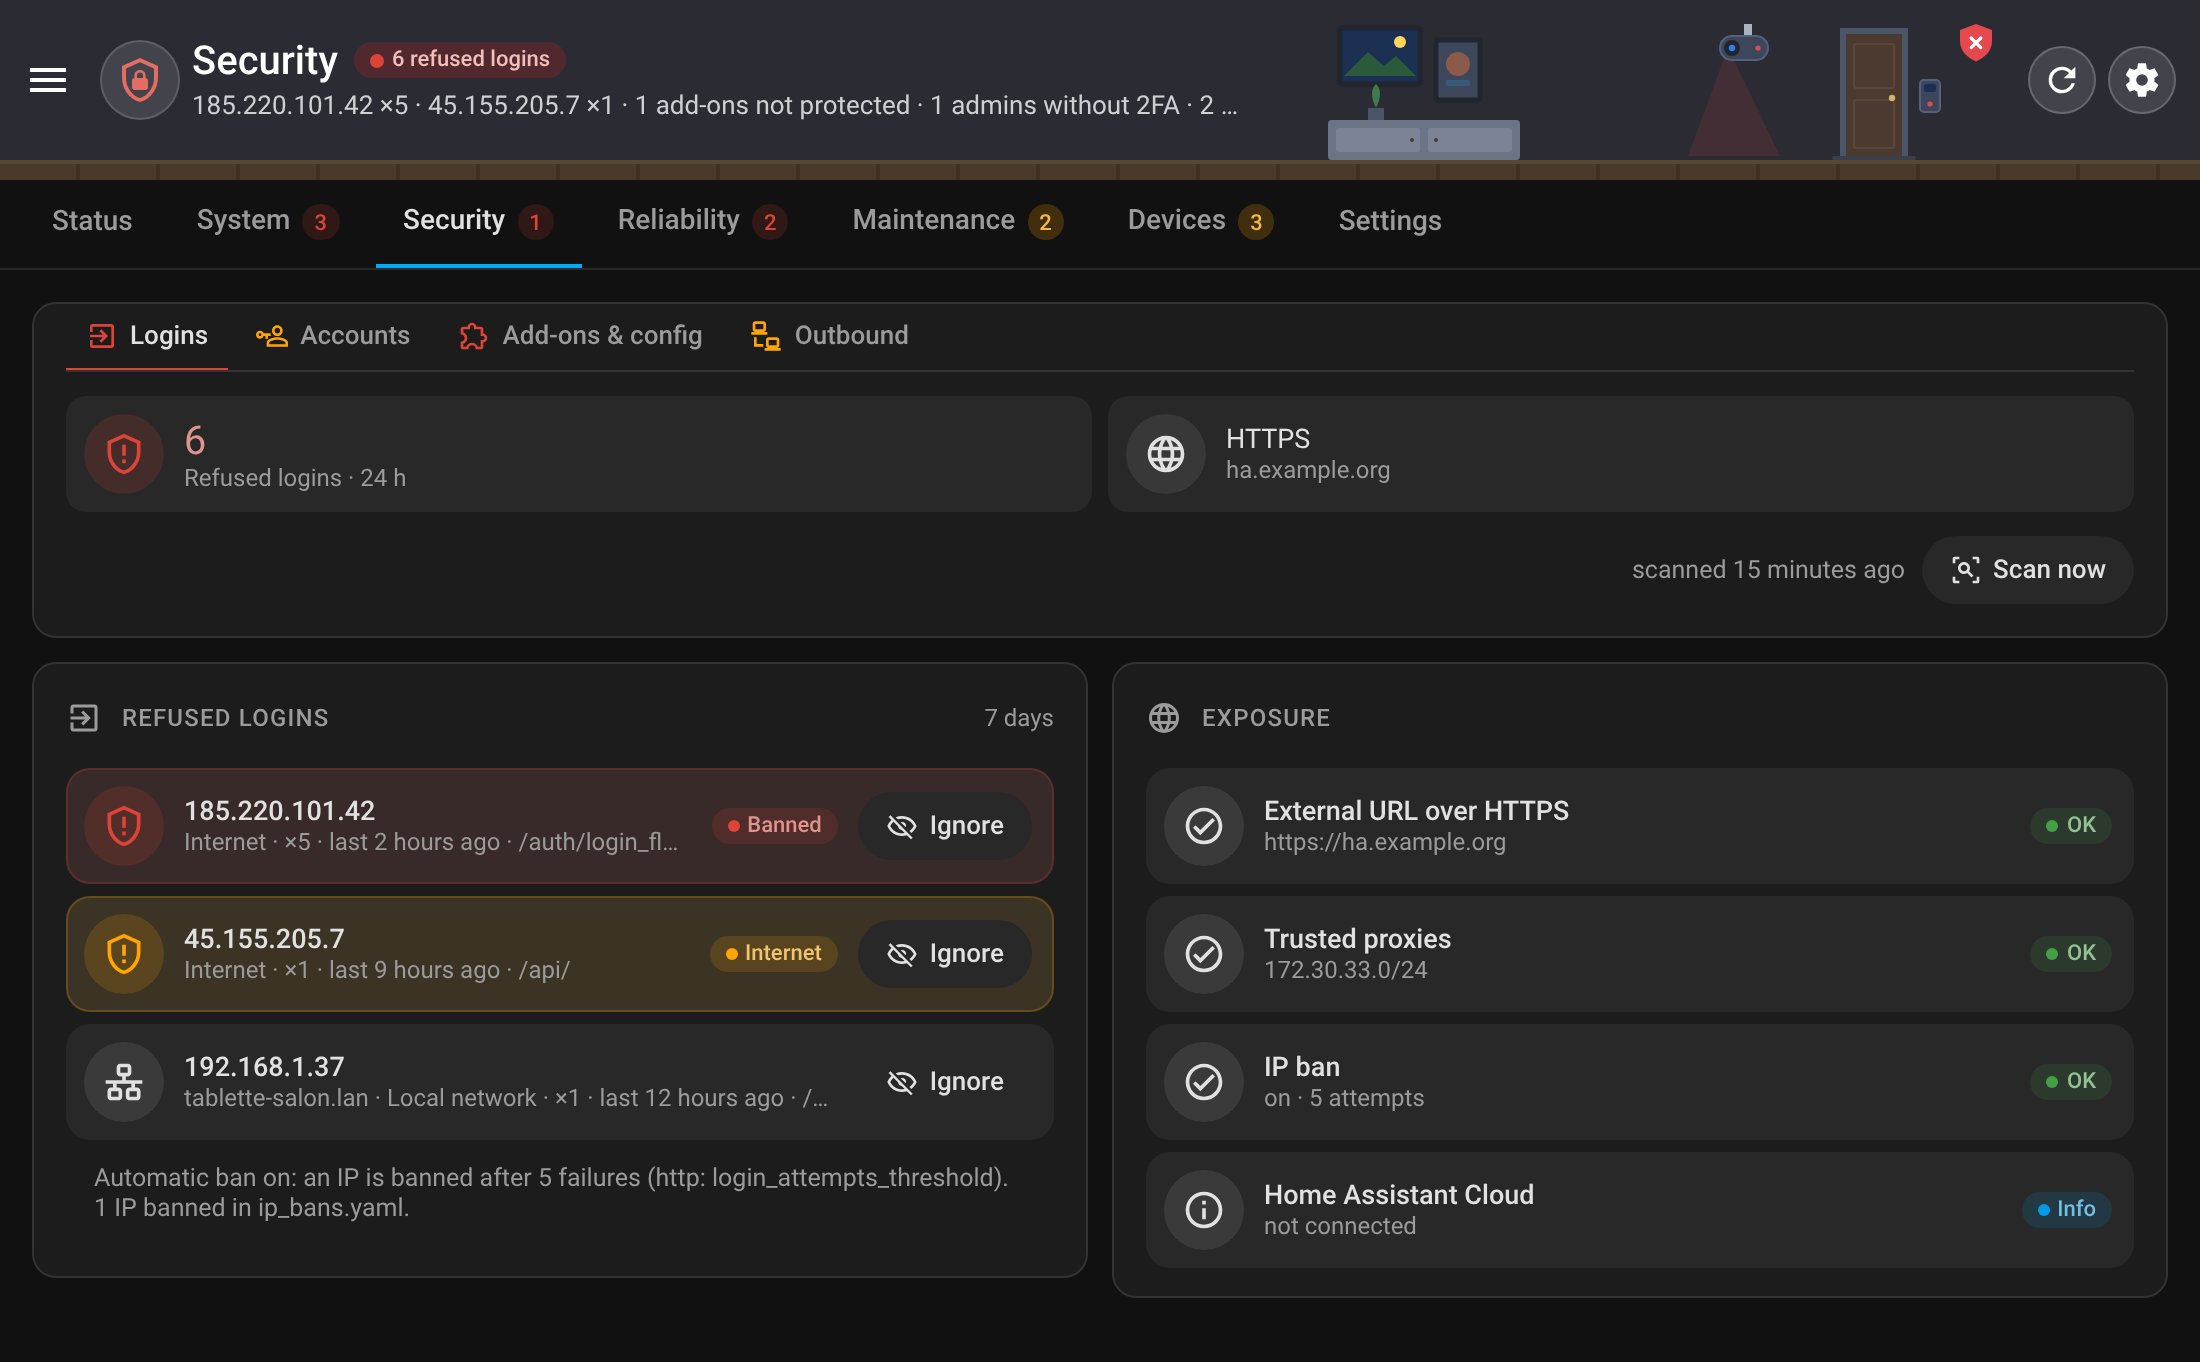 Security
6 refused logins
185.220.101.42 ×5 · 45.155.205.7 ×1 · 1 add-ons not protected · 1 admins without 2FA · 2 ...
Status
System 3
Security 1
Reliability 2
Maintenance 2
Devices 3
Settings
Logins
Accounts
Add-ons & config
Outbound
6
Refused logins · 24 h
HTTPS
ha.example.org
scanned 15 minutes ago
Scan now
REFUSED LOGINS
7 days
185.220.101.42
Internet · ×5 · last 2 hours ago · /auth/login_fl...
Banned
Ignore
45.155.205.7
Internet · ×1 · last 9 hours ago · /api/
Internet
Ignore
192.168.1.37
tablette-salon.lan · Local network · ×1 · last 12 hours ago · /...
Ignore
Automatic ban on: an IP is banned after 5 failures (http: login_attempts_threshold).
1 IP banned in ip_bans.yaml.
EXPOSURE
External URL over HTTPS
https://ha.example.org
OK
Trusted proxies
172.30.33.0/24
OK
IP ban
on · 5 attempts
OK
Home Assistant Cloud
not connected
Info